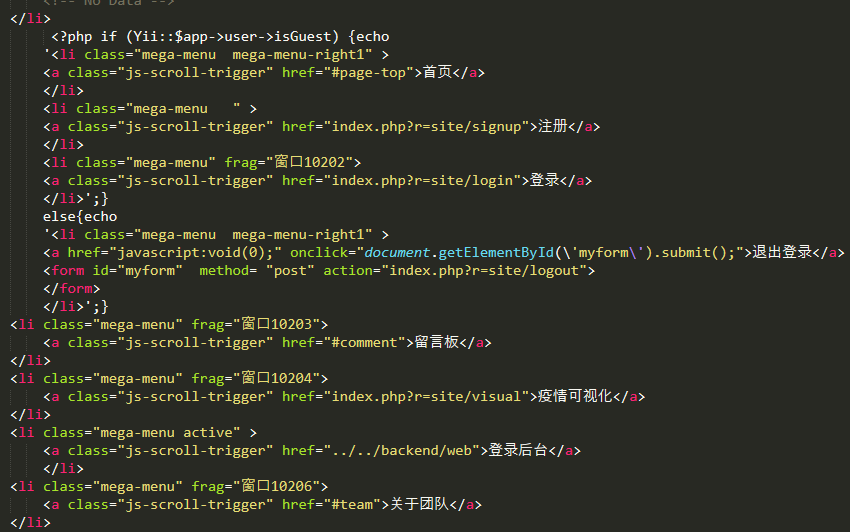 <!-- No Data -->
</li>
<?php if (Yii::$app->user->isGuest) {echo
'<li class="mega-menu  mega-menu-right1" >
<a class="js-scroll-trigger" href="#page-top">首页</a>
</li>
<li class="mega-menu   " >
<a class="js-scroll-trigger" href="index.php?r=site/signup">注册</a>
</li>
<li class="mega-menu" frag="窗口10202">
<a class="js-scroll-trigger" href="index.php?r=site/login">登录</a>
</li>';}
else{echo
'<li class="mega-menu  mega-menu-right1" >
<a href="javascript:void(0);" onclick="document.getElementById(\'myform\').submit();">退出登录</a>
<form id="myform"  method= "post" action="index.php?r=site/logout">
</form>
</li>';}
<li class="mega-menu" frag="窗口10203">
<a class="js-scroll-trigger" href="#comment">留言板</a>
</li>
<li class="mega-menu" frag="窗口10204">
<a class="js-scroll-trigger" href="index.php?r=site/visual">疫情可视化</a>
</li>
<li class="mega-menu active" >
<a class="js-scroll-trigger" href="../../backend/web">登录后台</a>
</li>
<li class="mega-menu" frag="窗口10206">
<a class="js-scroll-trigger" href="#team">关于团队</a>
</li>